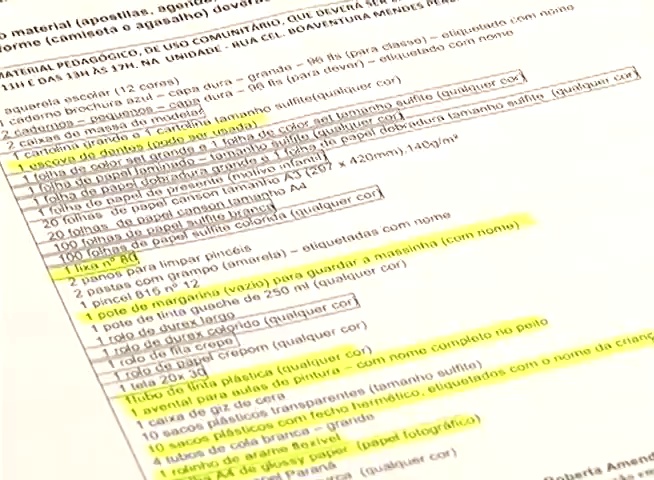 o material (apostilas, agenda,
forme (camiseta e agasalho) deverá
MATERIAL PEDAGÓGICO, DE USO COMUNITÁRIO, QUE DEVERÁ SER
11H E DAS 13H ÀS 17H, NA UNIDADE - RUA CEL. BOAVENTURA MENDES
aquarela escolar (12 cores)
1 caderno brochura azul – capa dura – grande – 96 fls (para classe) – etiquetado com nome
2 cadernos – pequenos – capa dura – 96 fls (para dever) – etiquetado com nome
2 caixas de massa de modelar
1 cartolina grande e 1 cartolina tamanho sulfite(qualquer cor)
1 escova de dentes (pode ser usada)
1 folha de color set grande e 1 folha de color set tamanho sulfite (qualquer cor)
1 folha de papel laminado – tamanho sulfite (qualquer cor)
1 folha de papel dobradura grande e 1 folha de papel dobradura tamanho sulfite (qualquer cor)
1 folha de papel de presente (motivo infantil)
20 folhas de papel canson tamanho A3 (297 x 420mm),140g/m²
20 folhas de papel canson tamanho A4
100 folhas de papel sulfite branca
100 folhas de papel sulfite colorida (qualquer cor)
1 lixa nº 80
2 panos para limpar pincéis
2 pastas com grampo (amarela) – etiquetadas com nome
1 pincel 815 nº 12
1 pote de margarina (vazio) para guardar a massinha (com nome)
1 pote de tinta guache de 250 ml (qualquer cor)
1 rolo de durex largo
1 rolo de durex colorido (qualquer cor)
1 rolo de fita crepe
1 rolo de papel crepom (qualquer cor)
1 tela 20x 30
1tubo de tinta plástica (qualquer cor)
1 avental para aulas de pintura – com nome completo no peito
1 caixa de giz de cera
10 sacos plásticos transparentes (tamanho sulfite)
10 sacos plásticos com fecho hermético, etiquetados com o nome da crianç
4 tubos de cola branca – grande
1 rolinho de arame flexível
folha A4 de glossy paper (papel fotográfico)
papel Paraná
(qualquer cor)
Roberta Amend